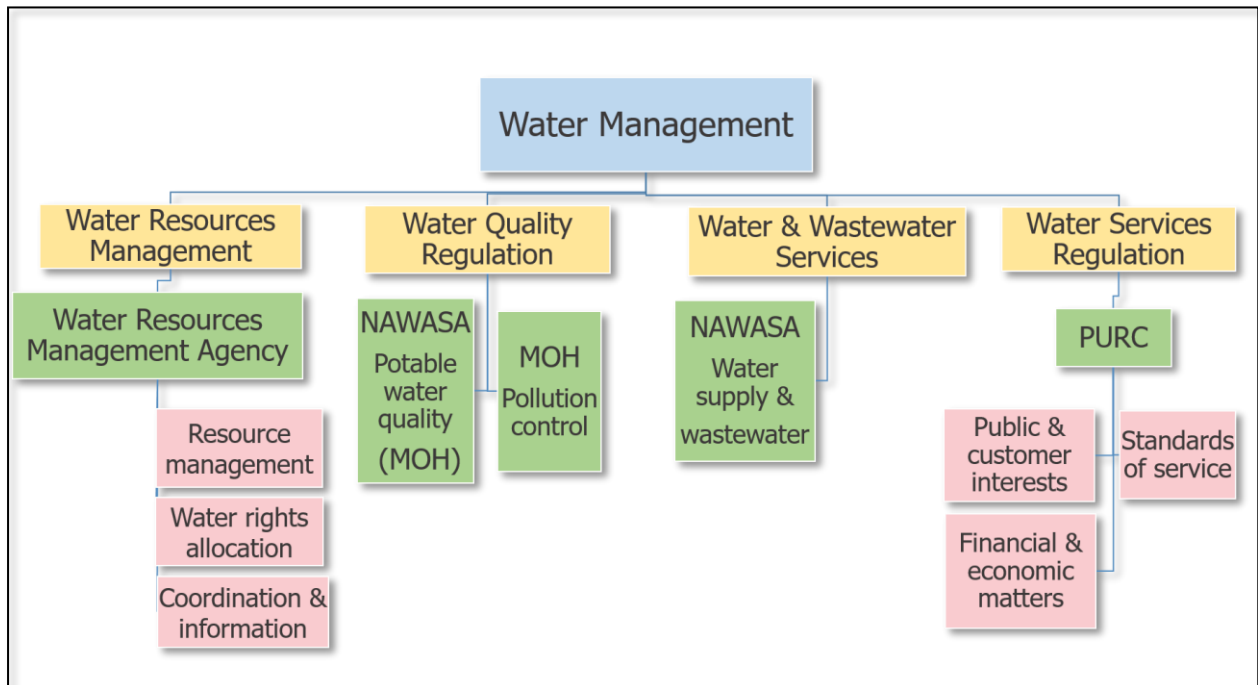 Water Management
Water Resources
Management
Water Quality
Regulation
Water & Wastewater
Services
Water Services
Regulation
Water Resources
Management Agency
Resource
management
Water rights
allocation
Coordination &
information
NAWASA
Potable
water
quality
(MOH)
MOH
Pollution
control
NAWASA
Water
supply &
wastewater
PURC
Public &
customer
interests
Standards
of service
Financial &
economic
matters